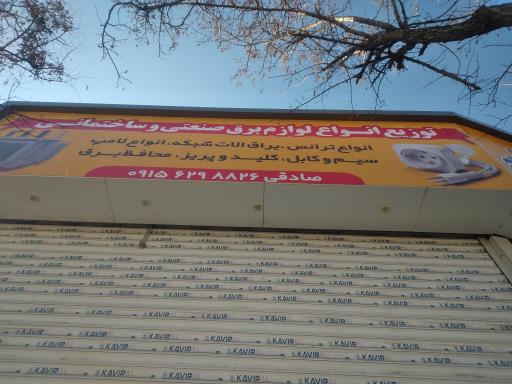 توزیع انواع لوازم برق صنعتی و ساختمانی
انواع ترانس ، یراق آلات شبکه ، انواع لامپ
سیم و کابل ، کلید و پریز ، محافظ برق
صادقی ۰۹۱۵ ۶۲۹ ۸۸۲۶
KAVIR